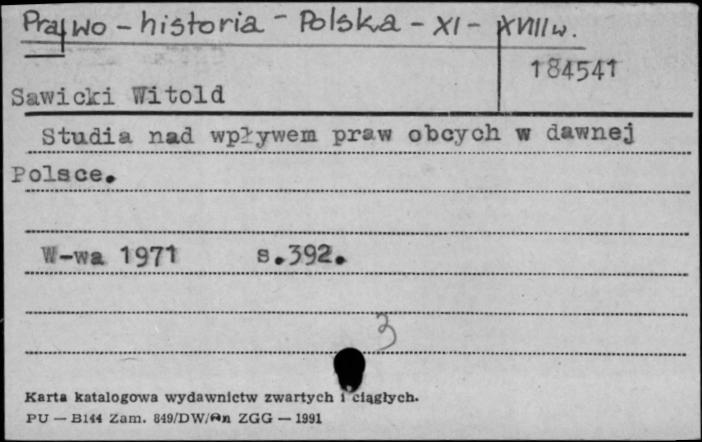 Prawo - historia - Polska - XI - XVIII w.
184541
Sawicki Witold
Studia nad wpływem praw obcych w dawnej
Polsce.
W-wa 1971 s.392.
3
Karta katalogowa wydawnictw zwartych i ciągłych.
PU — B144 Zam. 849/DW/An ZGG — 1991